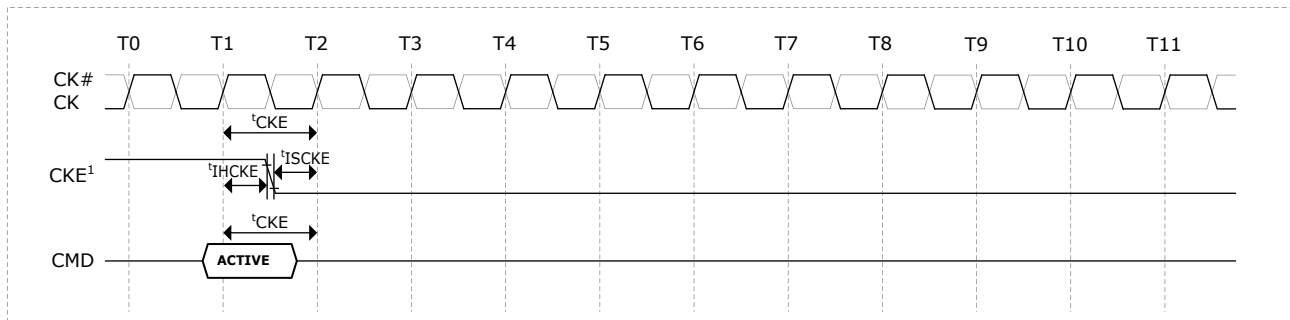 T0 T1 T2 T3 T4 T5 T6 T7 T8 T9 T10 T11
CK#
CK
tCKE
tISCKE
CKE1
tIHCKE
tCKE
CMD
ACTIVE